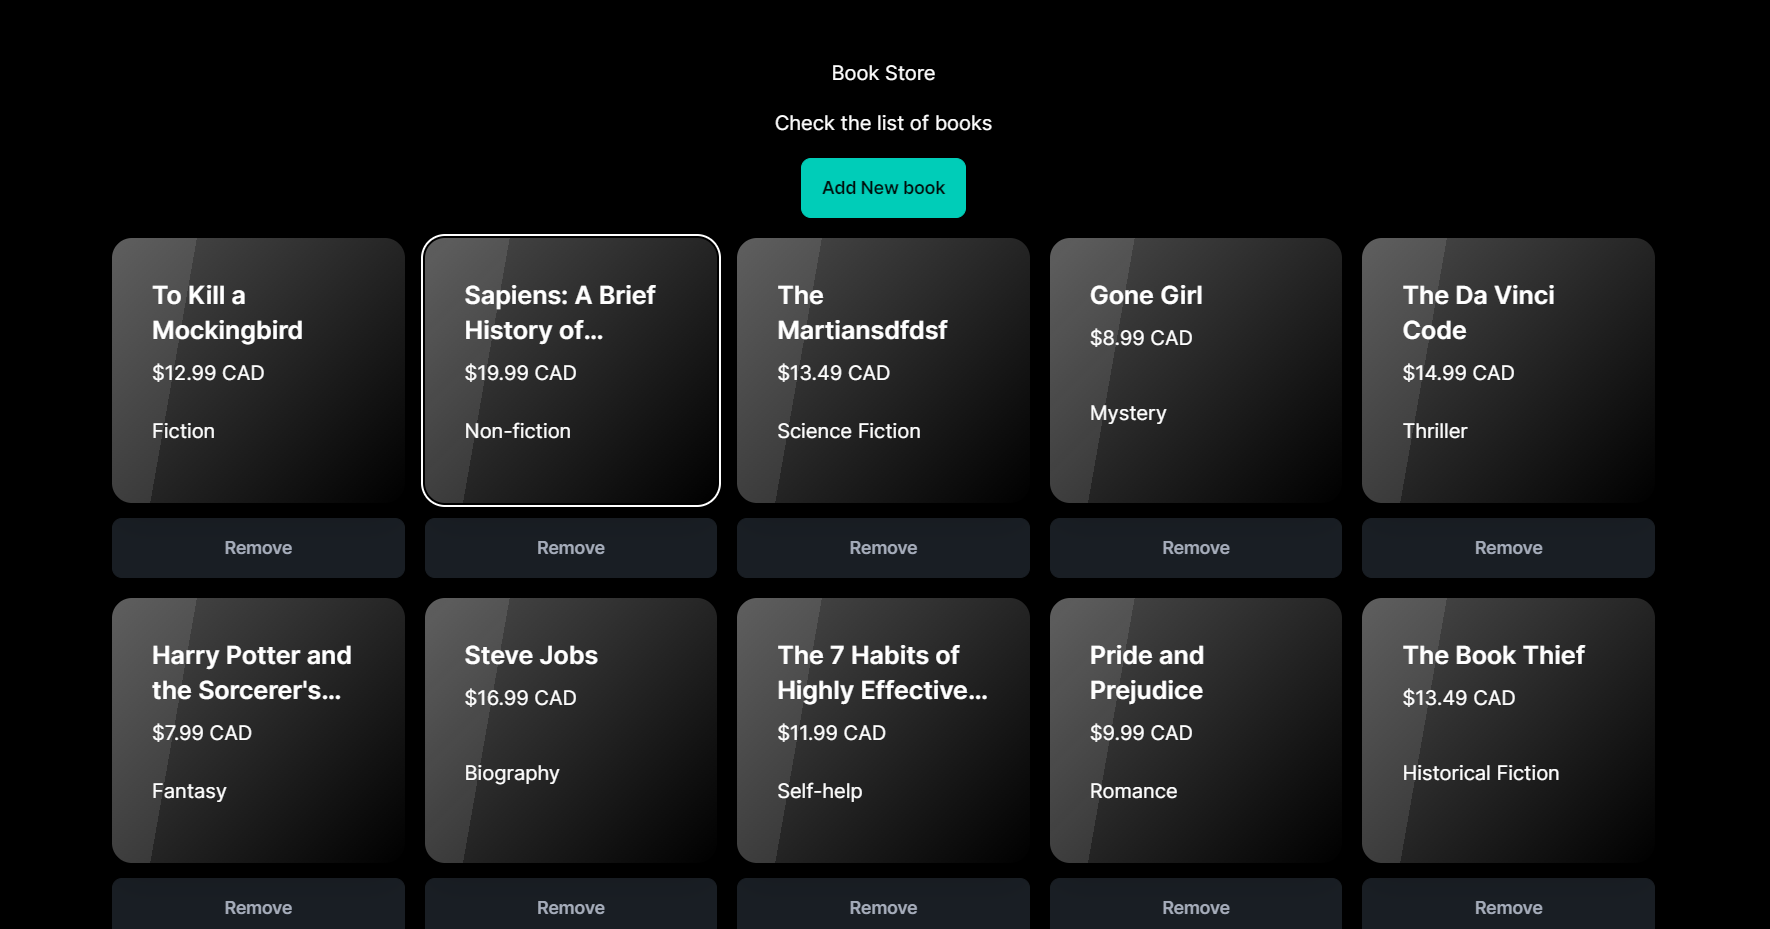 Book Store
Check the list of books
Add New book
To Kill a
Mockingbird
$12.99 CAD
Fiction
Remove
Sapiens: A Brief
History of...
$19.99 CAD
Non-fiction
Remove
The
Martiansdfdsf
$13.49 CAD
Science Fiction
Remove
Gone Girl
$8.99 CAD
Mystery
Remove
The Da Vinci
Code
$14.99 CAD
Thriller
Remove
Harry Potter and
the Sorcerer's...
$7.99 CAD
Fantasy
Remove
Steve Jobs
$16.99 CAD
Biography
Remove
The 7 Habits of
Highly Effective...
$11.99 CAD
Self-help
Remove
Pride and
Prejudice
$9.99 CAD
Romance
Remove
The Book Thief
$13.49 CAD
Historical Fiction
Remove